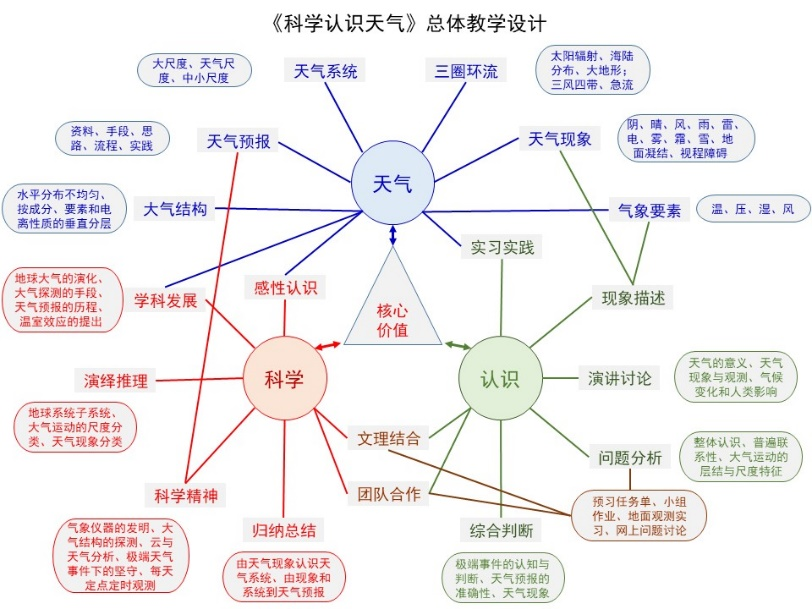 《科学认识天气》总体教学设计
大尺度、天气尺
度、中小尺度
天气系统
三圈环流
太阳辐射、海陆
分布、大地形；
三风四带、急流
资料、手段、思
路、流程、实践
天气预报
天气现象
阴、晴、风、雨、雷、
电、雾、霜、雪、地
面凝结、视程障碍
天气
水平分布不均匀、
按成分、要素和电
离性质的垂直分层
大气结构
气象要素
温、压、湿、风
实习实践
地球大气的演化、
大气探测的手段、
天气预报的历程、
温室效应的提出
学科发展
感性认识
现象描述
核心
价值
演绎推理
科学
认识
演讲讨论
天气的意义、天气
现象与观测、气候
变化和人类影响
地球系统子系统、
大气运动的尺度分
类、天气现象分类
文理结合
问题分析
整体认识、普遍联
系性、大气运动的
层结与尺度特征
科学精神
团队合作
预习任务单、小组
作业、地面观测实
习、网上问题讨论
气象仪器的发明、大
气结构的探测、云与
天气分析、极端天气
事件下的坚守、每天
定点定时观测
归纳总结
综合判断
由天气现象认识天
气系统、由现象和
系统到天气预报
极端事件的认知与
判断、天气预报的
准确性、天气现象